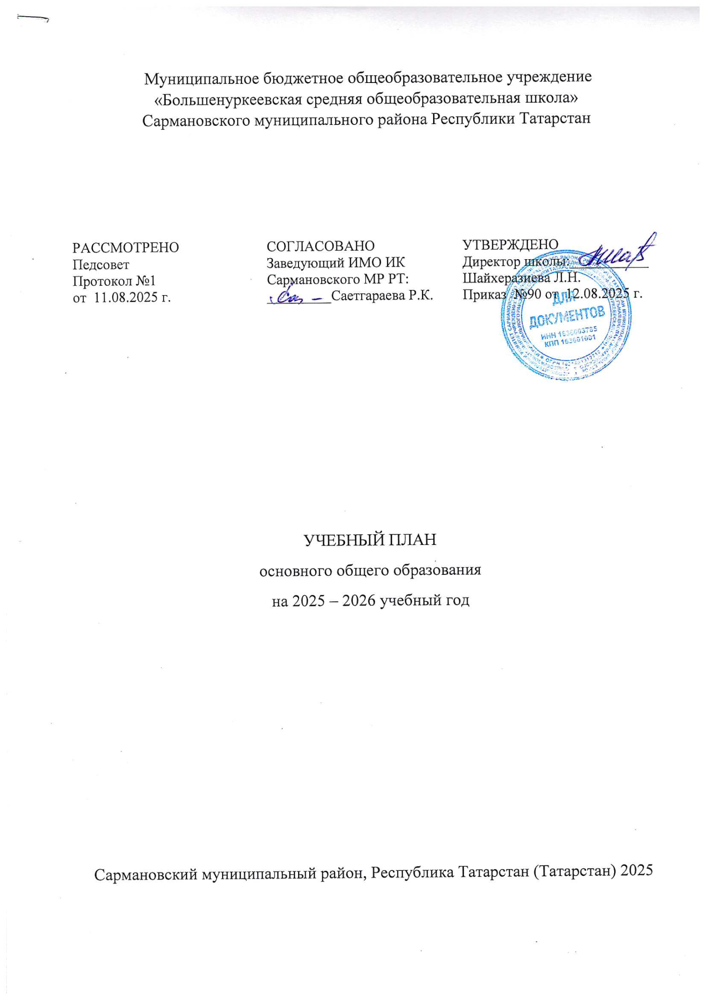 Муниципальное бюджетное общеобразовательное учреждение
«Большенуркеевская средняя общеобразовательная школа»
Сармановского муниципального района Республики Татарстан
РАССМОТРЕНО
Педсовет
Протокол №1
от 11.08.2025 г.
СОГЛАСОВАНО
Заведующий ИМО ИК
Сармановского МР РТ:
Саетгараева Р.К.
УТВЕРЖДЕНО
Директор школы:
Шайхеразиева Л.Н.
Приказ №90 от 12.08.2025 г.
ДЛЯ
ДОКУМЕНТОВ
ИНН 1636003785
КПП 163601001
УЧЕБНЫЙ ПЛАН
основного общего образования
на 2025 – 2026 учебный год
Сармановский муниципальный район, Республика Татарстан (Татарстан) 2025